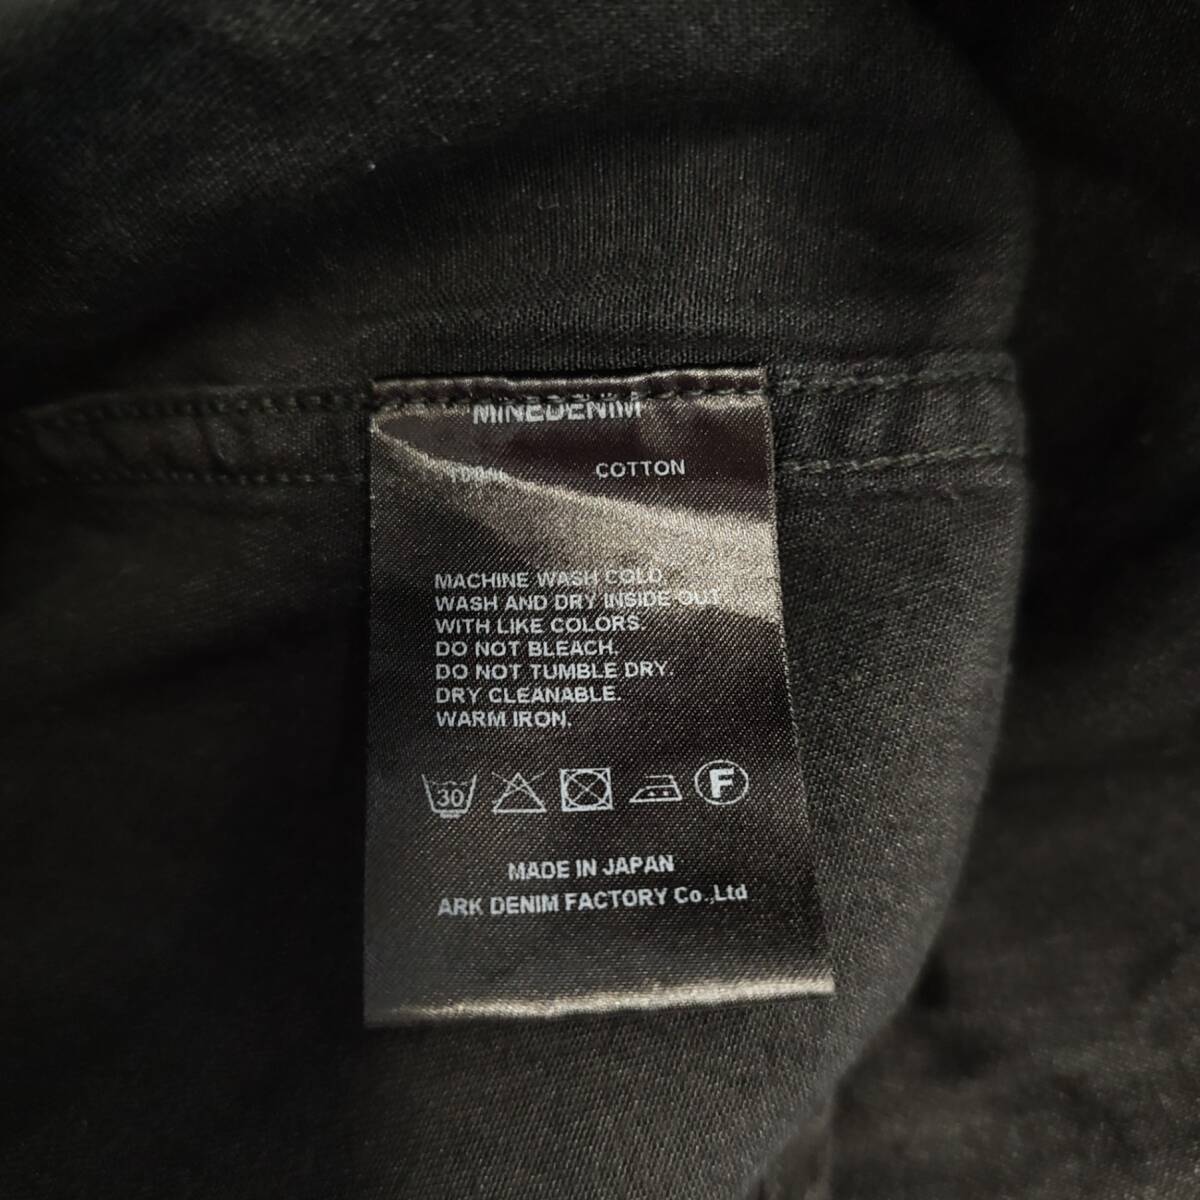 MINEDENIM
100% COTTON
MACHINE WASH COLD
WASH AND DRY INSIDE OUT
WITH LIKE COLORS.
DO NOT BLEACH.
DO NOT TUMBLE DRY.
DRY CLEANABLE.
WARM IRON.
30 F
MADE IN JAPAN
ARK DENIM FACTORY Co.,Ltd